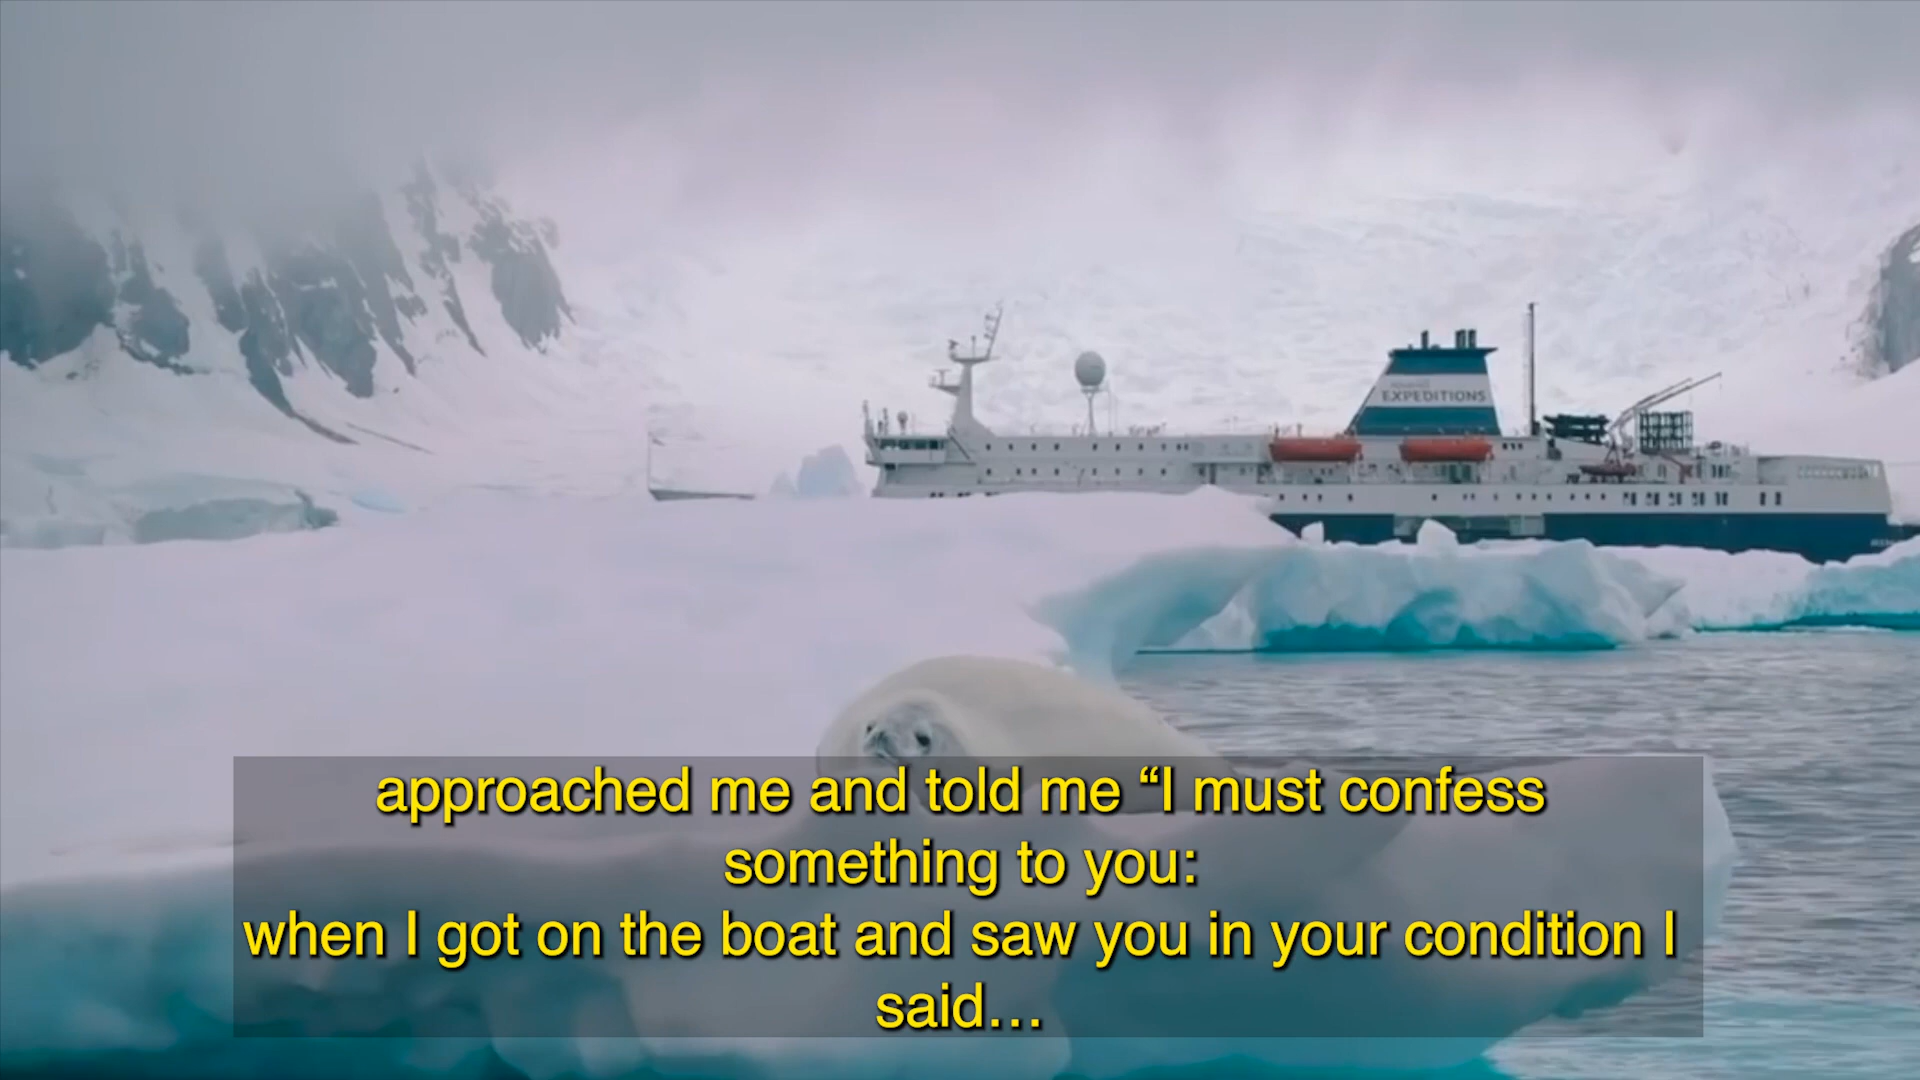 EXPEDITIONS
approached me and told me “I must confess
something to you:
when I got on the boat and saw you in your condition I
said…